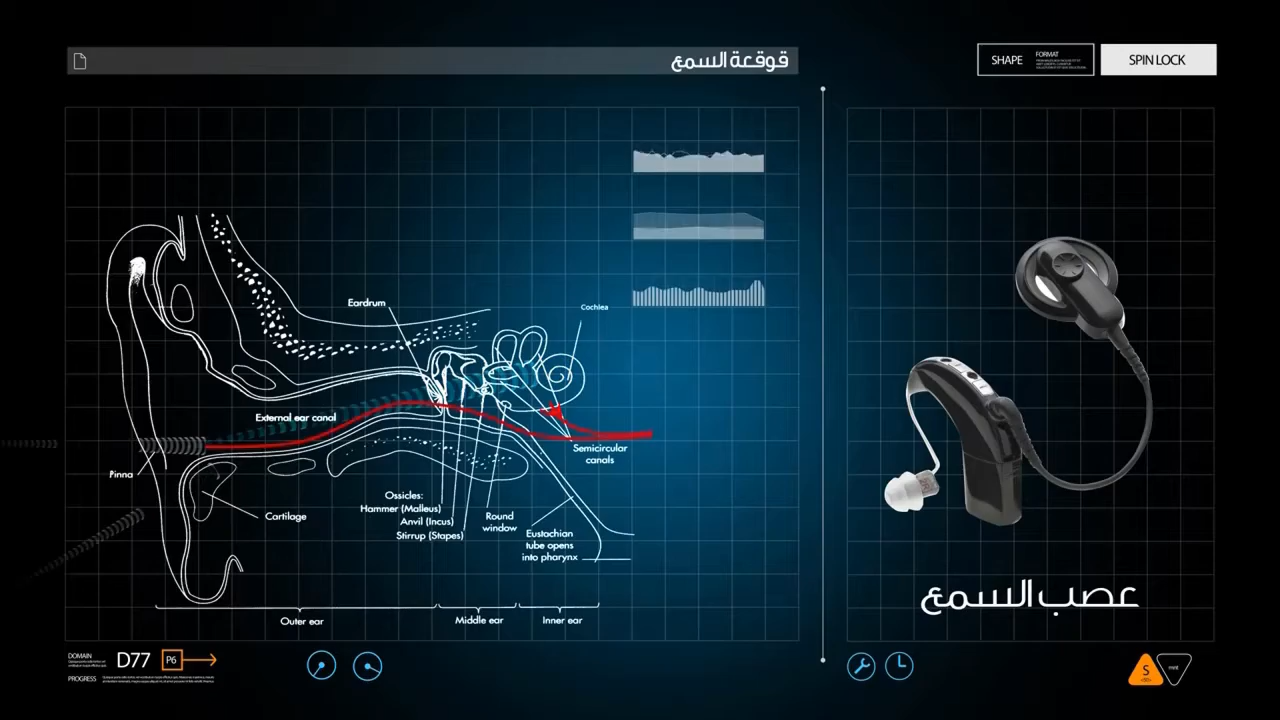 قوقعة السمع
SHAPE
FORMAT
SPIN LOCK
Eardrum
Cochlea
External ear canal
Pinna
Semicircular
canals
Cartilage
Ossicles:
Hammer (Malleus)
Anvil (Incus)
Stirrup (Stapes)
Round
window
Eustachian
tube opens
into pharynx
Outer ear
Middle ear
Inner ear
عصب السمع
DOMAIN
D77
P6
PROGRESS
S